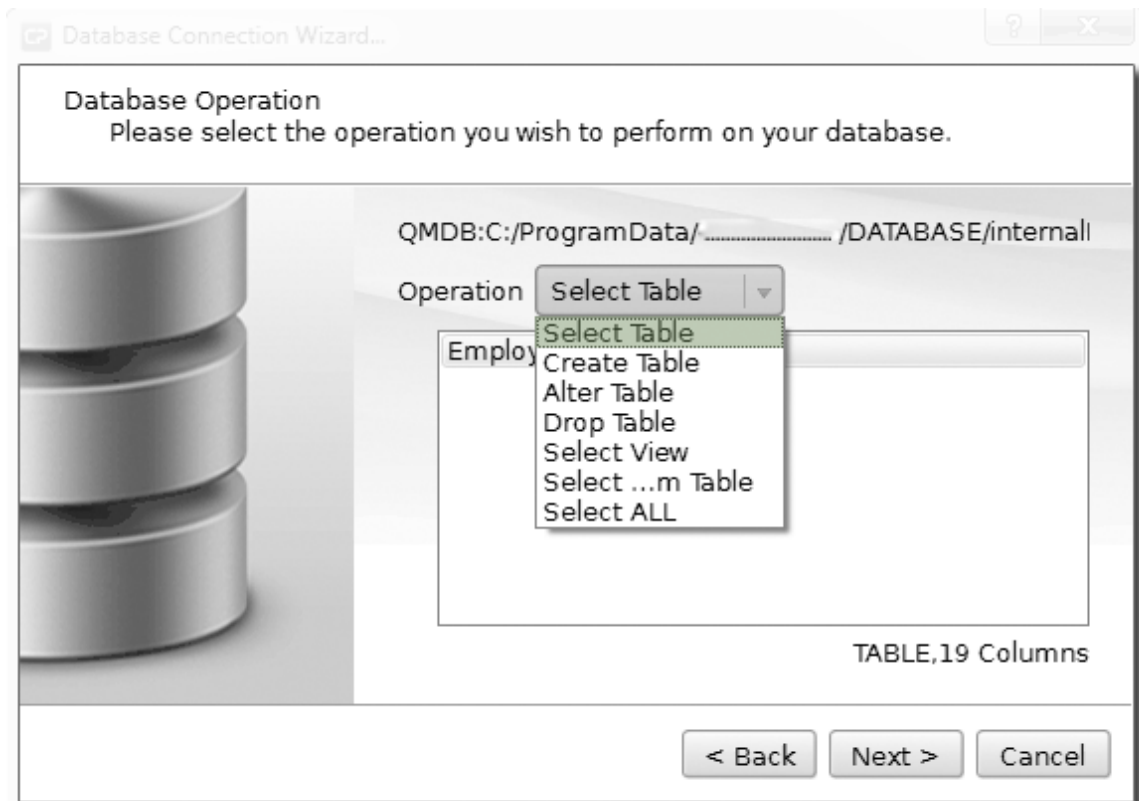 CP Database Connection Wizard...
Database Operation
Please select the operation you wish to perform on your database.
QMDB:C:/ProgramData/ /DATABASE/internal
Operation Select Table
Select Table
Employ
Create Table
Alter Table
Drop Table
Select View
Select ...m Table
Select ALL
TABLE,19 Columns
< Back Next > Cancel